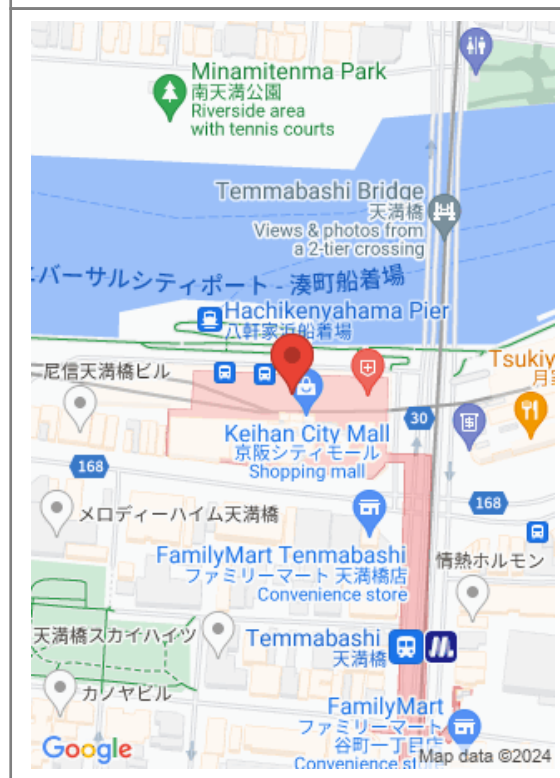 Minamitenma Park
南天満公園
Riverside area
with tennis courts
Temmabashi Bridge
天満橋
Views & photos from
a 2-tier crossing
ニバーサルシティポート - 湊町船着場
Hachikenyahama Pier
八軒家浜船着場
尼信天満橋ビル
Tsukiy
30
Keihan City Mall
京阪シティモール
Shopping mall
168
168
メロディーハイム天満橋
FamilyMart Tenmabashi
ファミリーマート 天満橋店
Convenience store
情熱ホルモン
天満橋スカイハイツ
Temmabashi
天満橋
カノヤビル
FamilyMart
ファミリーマート
谷町一丁目店
Convenience st
Google
Map data ©2024